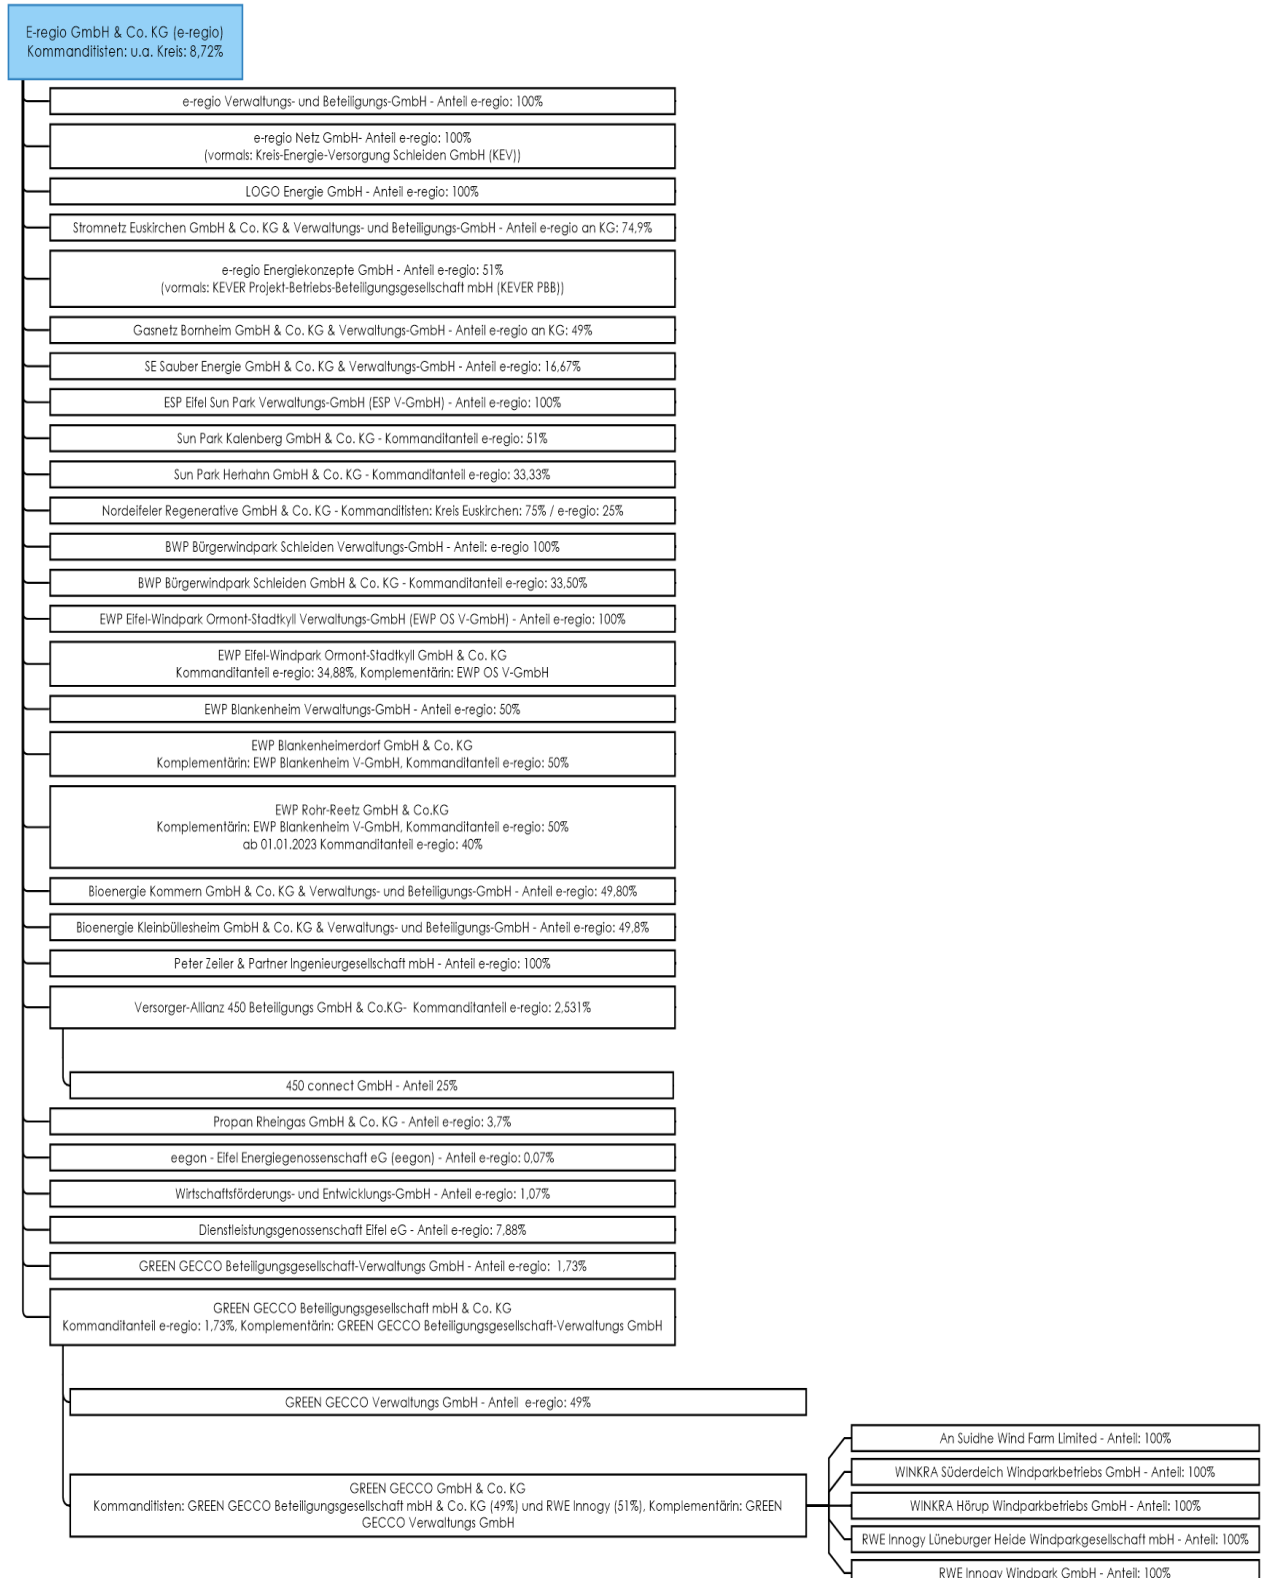 E-regio GmbH & Co. KG (e-regio)
Kommanditisten: u.a. Kreis: 8,72%
e-regio Verwaltungs- und Beteiligungs-GmbH - Anteil e-regio: 100%
e-regio Netz GmbH- Anteil e-regio: 100%
(vormals: Kreis-Energie-Versorgung Schleiden GmbH (KEV))
LOGO Energie GmbH - Anteil e-regio: 100%
Stromnetz Euskirchen GmbH & Co. KG & Verwaltungs- und Beteiligungs-GmbH - Anteil e-regio an KG: 74,9%
e-regio Energiekonzepte GmbH - Anteil e-regio: 51%
(vormals: KEVER Projekt-Betriebs-Beteiligungsgesellschaft mbH (KEVER PBB))
Gasnetz Bornheim GmbH & Co. KG & Verwaltungs-GmbH - Anteil e-regio an KG: 49%
SE Sauber Energie GmbH & Co. KG & Verwaltungs-GmbH - Anteil e-regio: 16,67%
ESP Eifel Sun Park Verwaltungs-GmbH (ESP V-GmbH) - Anteil e-regio: 100%
Sun Park Kalenberg GmbH & Co. KG - Kommanditanteil e-regio: 51%
Sun Park Herhahn GmbH & Co. KG - Kommanditanteil e-regio: 33,33%
Nordeifeler Regenerative GmbH & Co. KG - Kommanditisten: Kreis Euskirchen: 75% / e-regio: 25%
BWP Bürgerwindpark Schleiden Verwaltungs-GmbH - Anteil: e-regio 100%
BWP Bürgerwindpark Schleiden GmbH & Co. KG - Kommanditanteil e-regio: 33,50%
EWP Eifel-Windpark Ormont-Stadtkyll Verwaltungs-GmbH (EWP OS V-GmbH) - Anteil e-regio: 100%
EWP Eifel-Windpark Ormont-Stadtkyll GmbH & Co. KG
Kommanditanteil e-regio: 34,88%, Komplementärin: EWP OS V-GmbH
EWP Blankenheim Verwaltungs-GmbH - Anteil e-regio: 50%
EWP Blankenheimerdorf GmbH & Co. KG
Komplementärin: EWP Blankenheim V-GmbH, Kommanditanteil e-regio: 50%
EWP Rohr-Reetz GmbH & Co.KG
Komplementärin: EWP Blankenheim V-GmbH, Kommanditanteil e-regio: 50%
ab 01.01.2023 Kommanditanteil e-regio: 40%
Bioenergie Kommern GmbH & Co. KG & Verwaltungs- und Beteiligungs-GmbH - Anteil e-regio: 49,80%
Bioenergie Kleinbüllesheim GmbH & Co. KG & Verwaltungs- und Beteiligungs-GmbH - Anteil e-regio: 49,8%
Peter Zeiler & Partner Ingenieurgesellschaft mbH - Anteil e-regio: 100%
Versorger-Allianz 450 Beteiligungs GmbH & Co.KG- Kommanditanteil e-regio: 2,531%
450 connect GmbH - Anteil 25%
Propan Rheingas GmbH & Co. KG - Anteil e-regio: 3,7%
eegon - Eifel Energiegenossenschaft eG (eegon) - Anteil e-regio: 0,07%
Wirtschaftsförderungs- und Entwicklungs-GmbH - Anteil e-regio: 1,07%
Dienstleistungsgenossenschaft Eifel eG - Anteil e-regio: 7,88%
GREEN GECCO Beteiligungsgesellschaft-Verwaltungs GmbH - Anteil e-regio: 1,73%
GREEN GECCO Beteiligungsgesellschaft mbH & Co. KG
Kommanditanteil e-regio: 1,73%, Komplementärin: GREEN GECCO Beteiligungsgesellschaft-Verwaltungs GmbH
GREEN GECCO Verwaltungs GmbH - Anteil e-regio: 49%
GREEN GECCO GmbH & Co. KG
Kommanditisten: GREEN GECCO Beteiligungsgesellschaft mbH & Co. KG (49%) und RWE Innogy (51%), Komplementärin: GREEN
GECCO Verwaltungs GmbH
An Suidhe Wind Farm Limited - Anteil: 100%
WINKRA Süderdeich Windparkbetriebs GmbH - Anteil: 100%
WINKRA Hörup Windparkbetriebs GmbH - Anteil: 100%
RWE Innogy Lüneburger Heide Windparkgesellschaft mbH - Anteil: 100%
RWE Innogy Windpark GmbH - Anteil: 100%